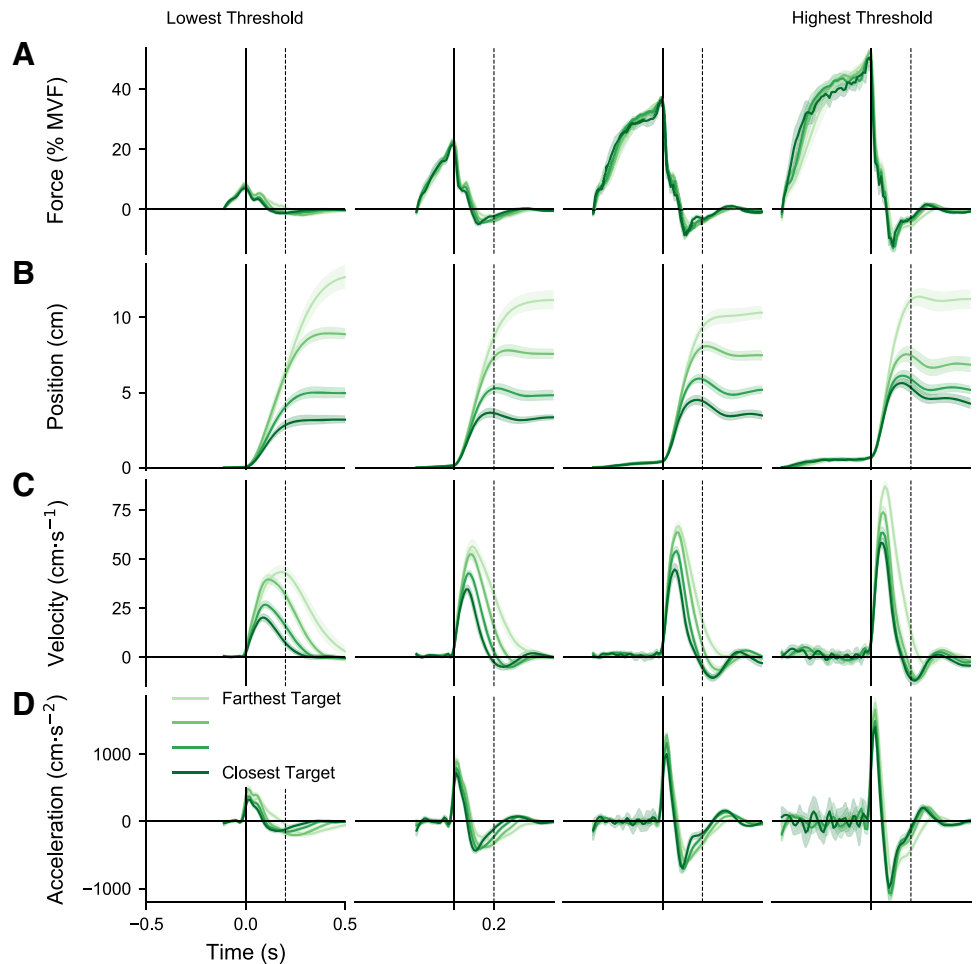 Lowest Threshold
Highest Threshold
A
Force (% MVF)
40
20
0
B
Position (cm)
10
5
0
C
Velocity (cm·s⁻¹)
75
50
25
0
D
Acceleration (cm·s⁻²)
1000
0
−1000
Farthest Target
Closest Target
−0.5
0.0
0.5
0.2
Time (s)